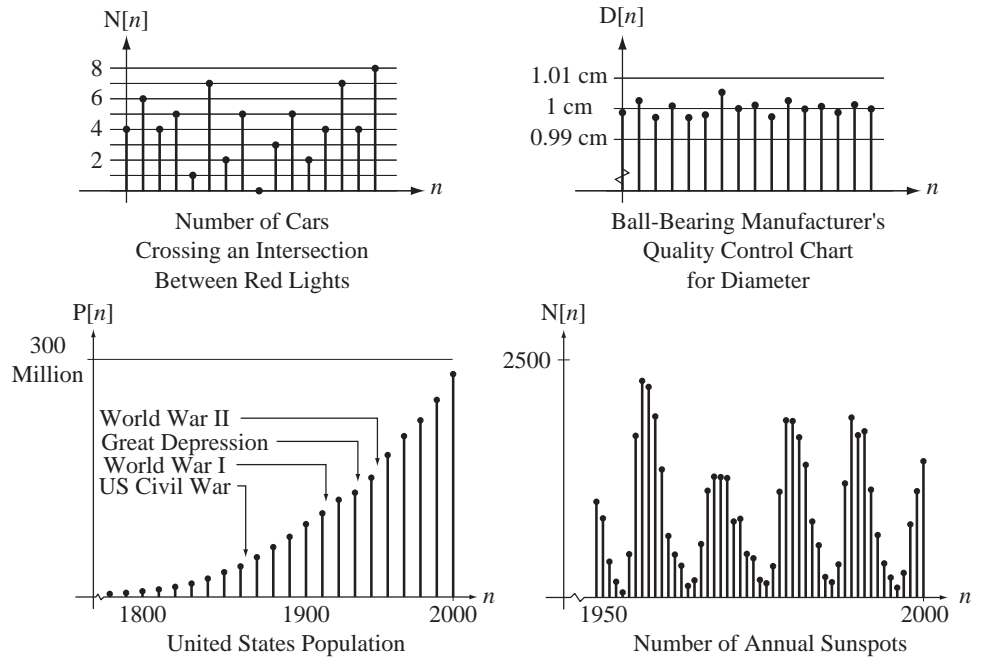 N[n]
8
6
4
2
n
Number of Cars
Crossing an Intersection
Between Red Lights
D[n]
1.01 cm
1 cm
0.99 cm
n
Ball-Bearing Manufacturer's
Quality Control Chart
for Diameter
P[n]
300
Million
World War II
Great Depression
World War I
US Civil War
1800
1900
2000
n
United States Population
N[n]
2500
1950
2000
n
Number of Annual Sunspots